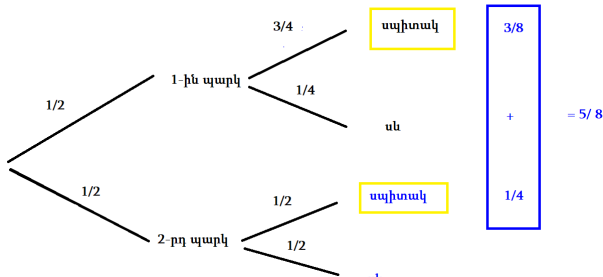 3/4
սպիտակ
3/8
1-ին պարկ
1/2
1/4
սև
+
= 5/ 8
1/2
1/2
սպիտակ
1/4
2-րդ պարկ
1/2